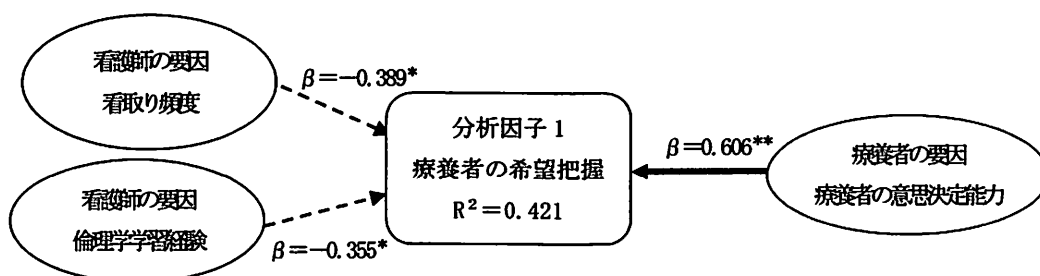 看護師の要因
看取り頻度
β＝−0.389*
分析因子 1
療養者の希望把握
R²＝0.421
β＝0.606**
療養者の要因
療養者の意思決定能力
看護師の要因
倫理学学習経験
β＝−0.355*